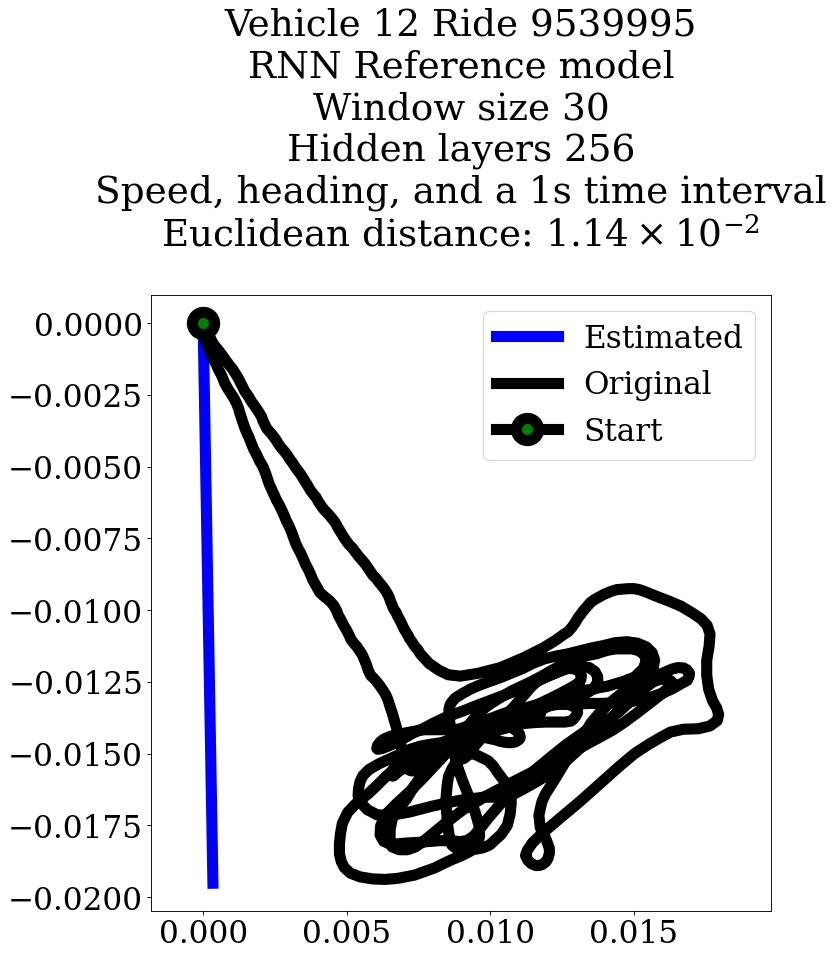 Vehicle 12 Ride 9539995
RNN Reference model
Window size 30
Hidden layers 256
Speed, heading, and a 1s time interval
Euclidean distance: 1.14 × 10⁻²
Estimated
Original
Start
0.0000
−0.0025
−0.0050
−0.0075
−0.0100
−0.0125
−0.0150
−0.0175
−0.0200
0.000 0.005 0.010 0.015